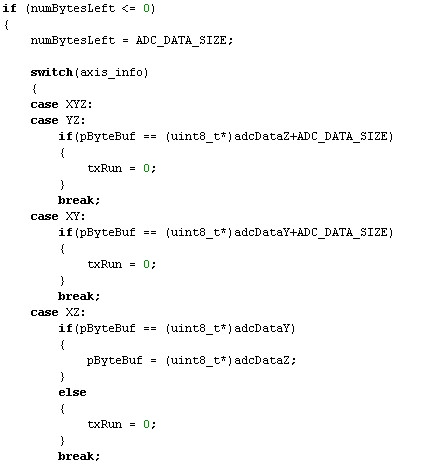 if (numBytesLeft <= 0)
{
    numBytesLeft = ADC_DATA_SIZE;

    switch(axis_info)
    {
    case XYZ:
    case YZ:
        if(pByteBuf == (uint8_t*)adcDataZ+ADC_DATA_SIZE)
        {
            txRun = 0;
        }
        break;
    case XY:
        if(pByteBuf == (uint8_t*)adcDataY+ADC_DATA_SIZE)
        {
            txRun = 0;
        }
        break;
    case XZ:
        if(pByteBuf == (uint8_t*)adcDataY)
        {
            pByteBuf = (uint8_t*)adcDataZ;
        }
        else
        {
            txRun = 0;
        }
        break;